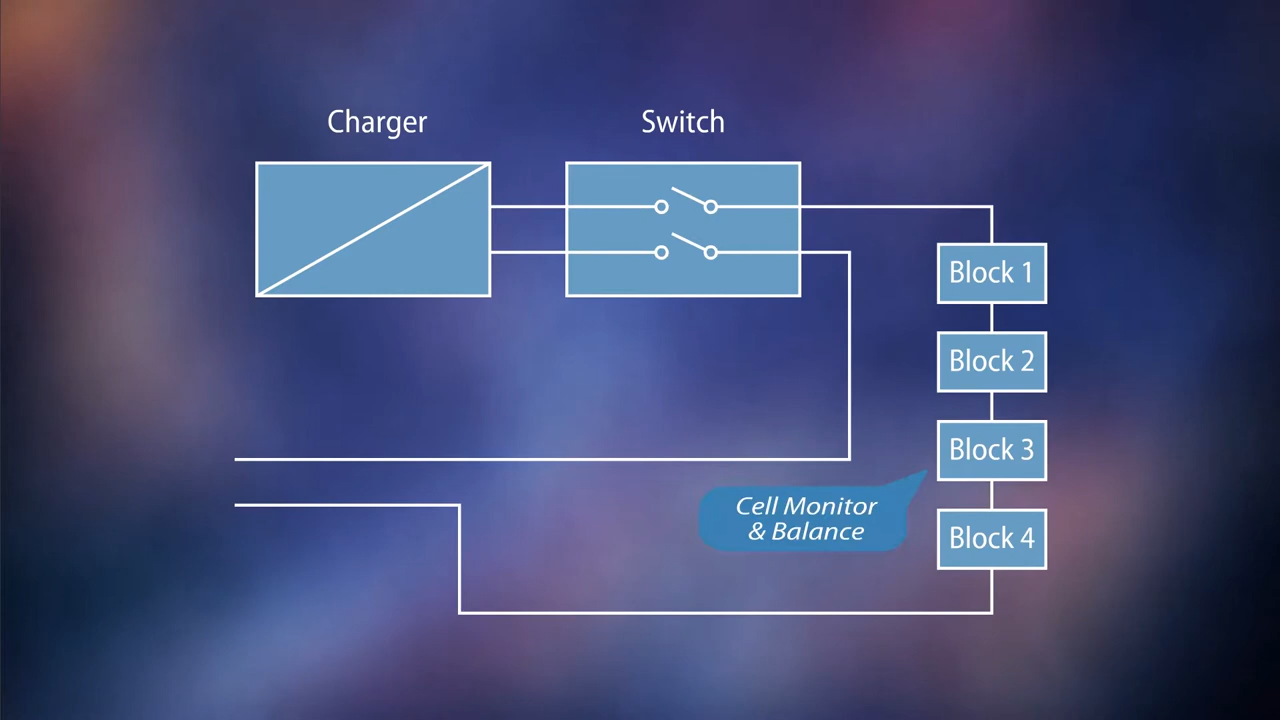 Charger
Switch
Block 1
Block 2
Block 3
Cell Monitor
& Balance
Block 4